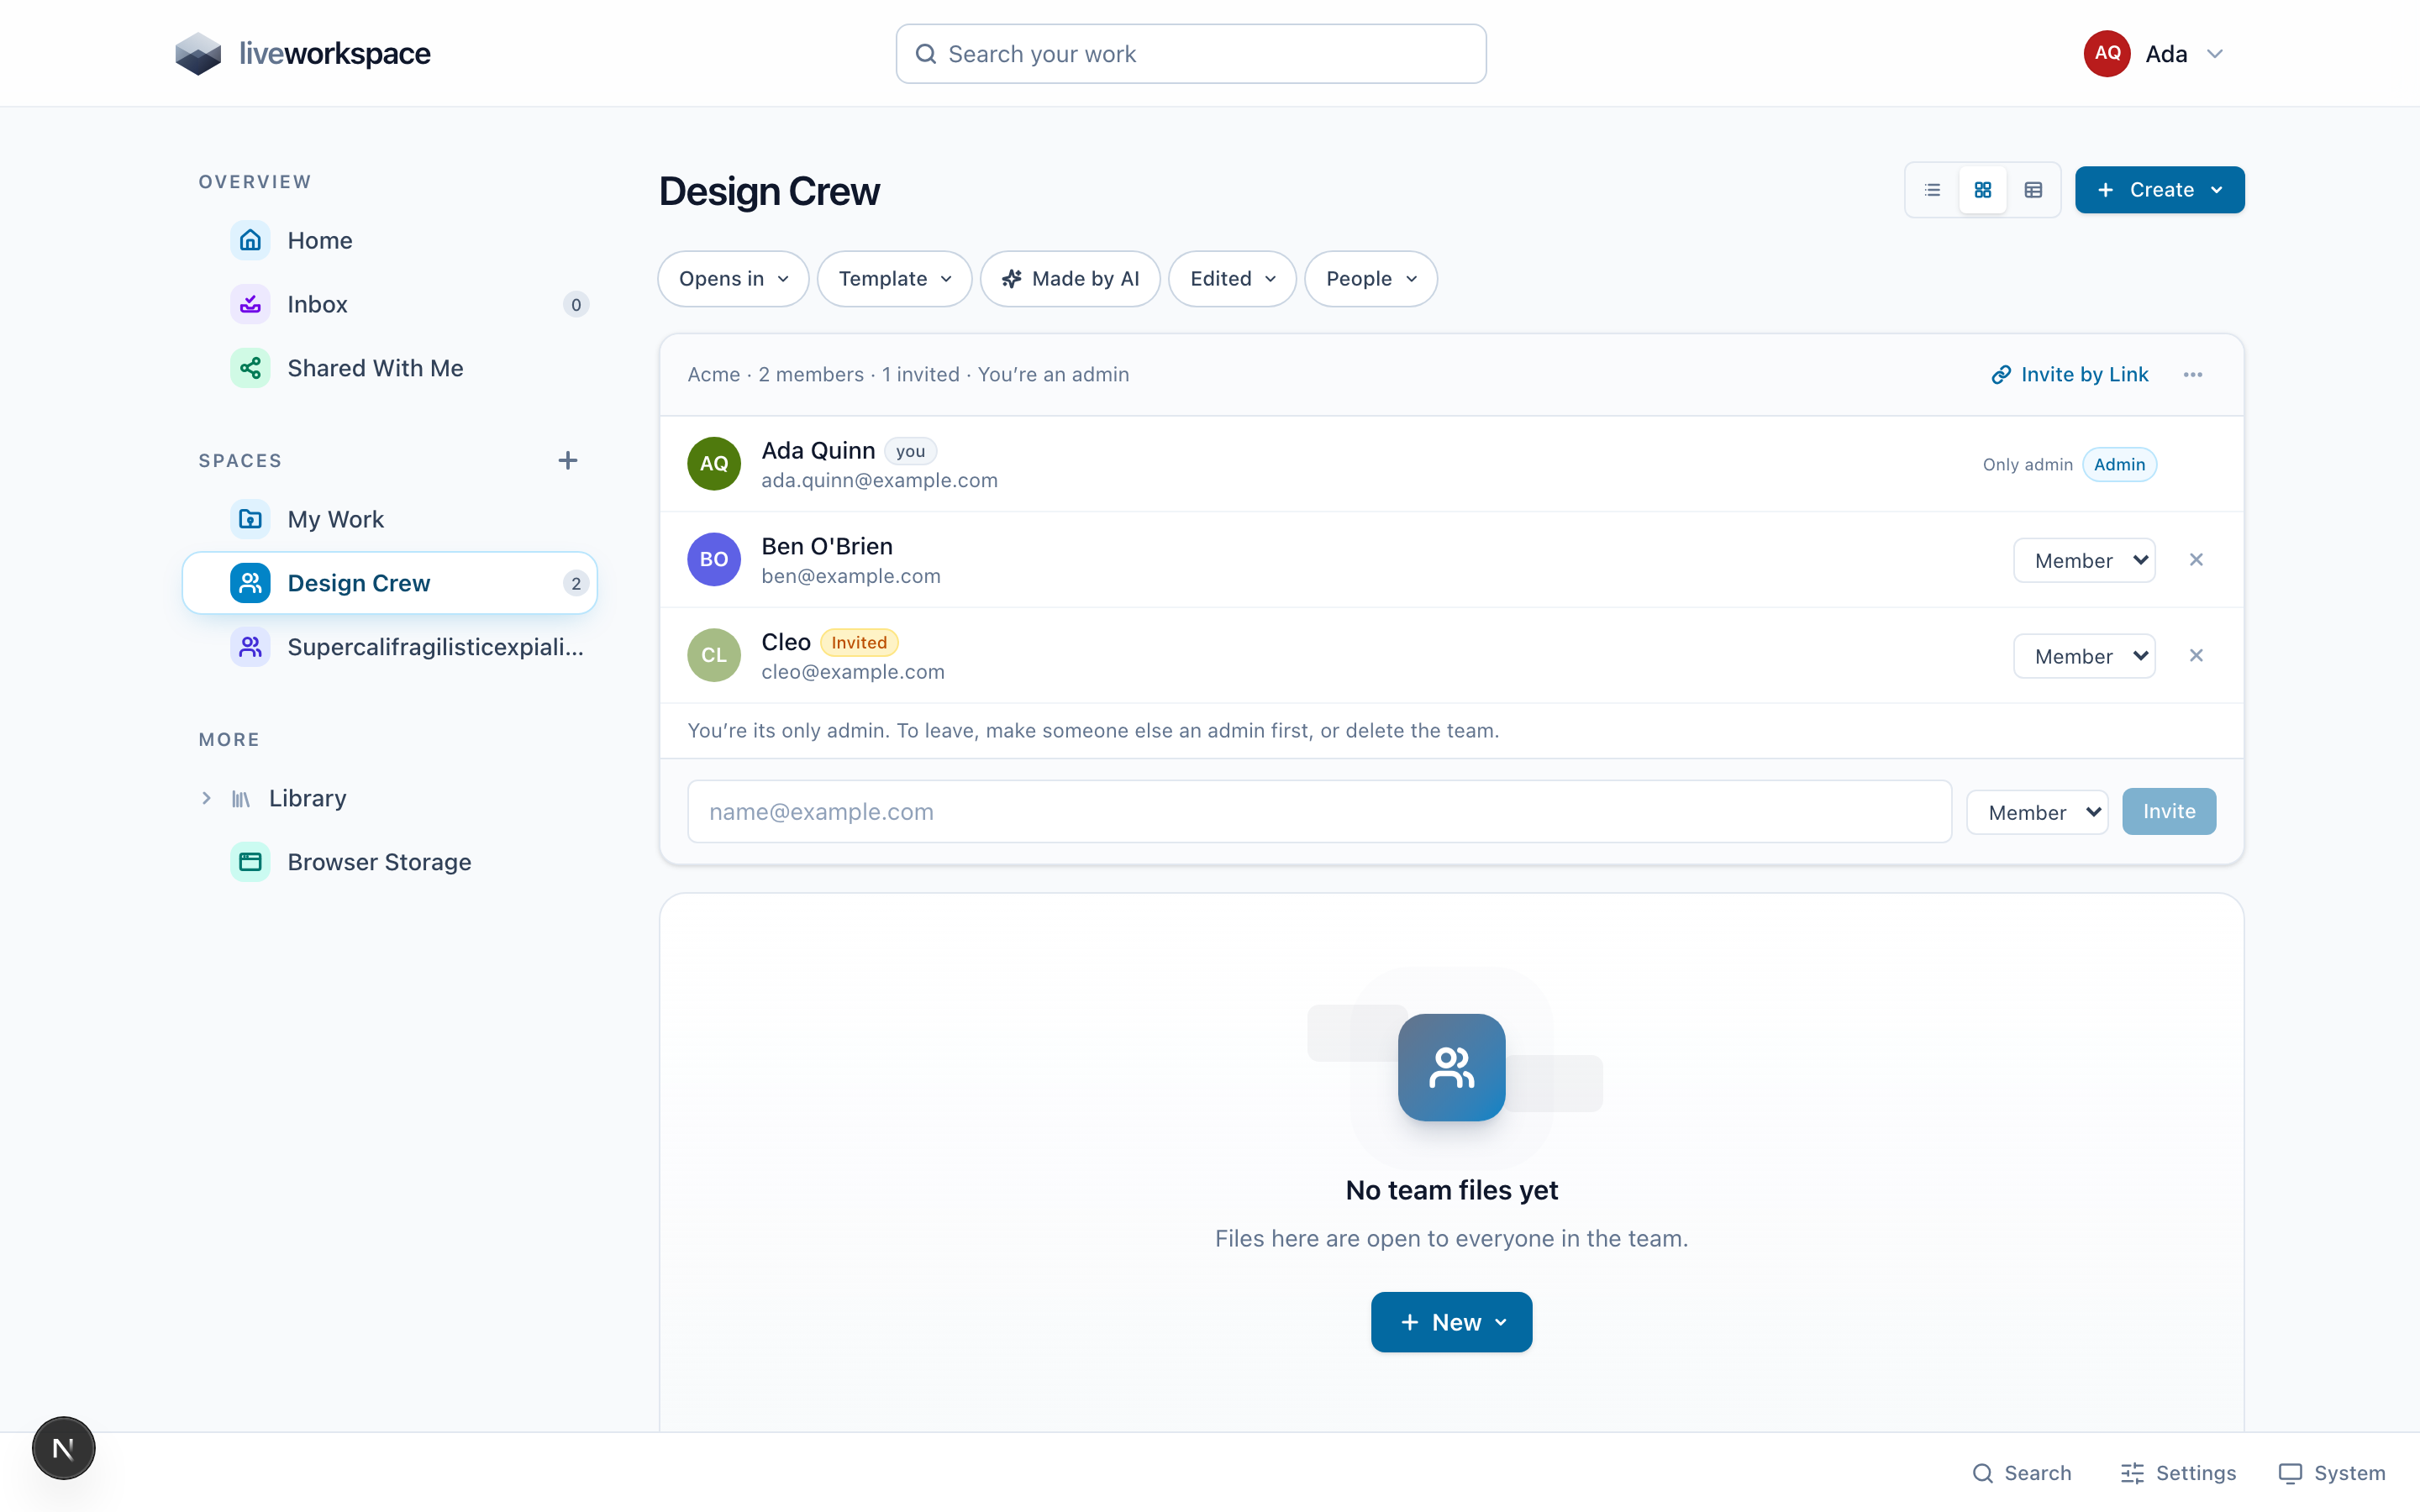 liveworkspace
Search your work
AQ Ada
OVERVIEW
Home
Inbox 0
Shared With Me
SPACES
My Work
Design Crew 2
Supercalifragilisticexpiali...
MORE
Library
Browser Storage
Design Crew
Create
Opens in Template Made by AI Edited People
Acme · 2 members · 1 invited · You’re an admin Invite by Link
AQ Ada Quinn you
ada.quinn@example.com
Only admin Admin
BO Ben O'Brien
ben@example.com
Member
CL Cleo Invited
cleo@example.com
Member
You’re its only admin. To leave, make someone else an admin first, or delete the team.
name@example.com Member Invite
No team files yet
Files here are open to everyone in the team.
New
N
Search Settings System